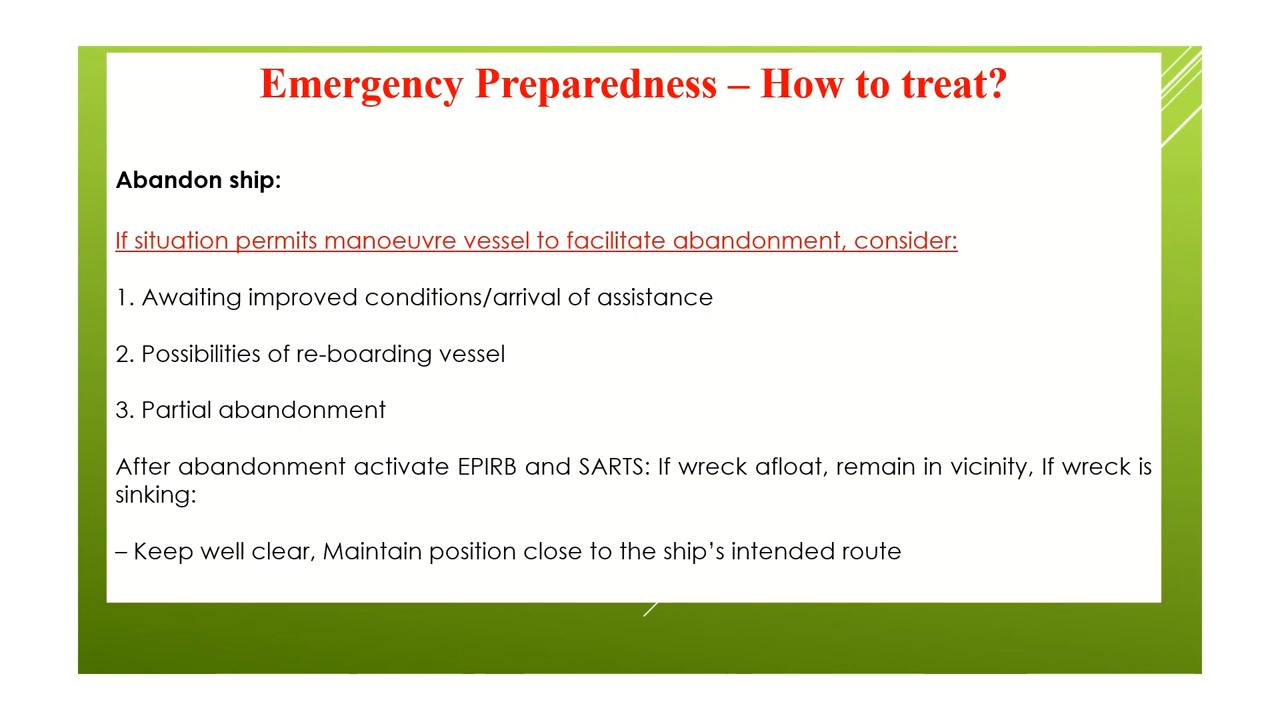 Emergency Preparedness – How to treat?
Abandon ship:
If situation permits manoeuvre vessel to facilitate abandonment, consider:
1. Awaiting improved conditions/arrival of assistance
2. Possibilities of re-boarding vessel
3. Partial abandonment
After abandonment activate EPIRB and SARTS: If wreck afloat, remain in vicinity, If wreck is
sinking:
– Keep well clear, Maintain position close to the ship’s intended route